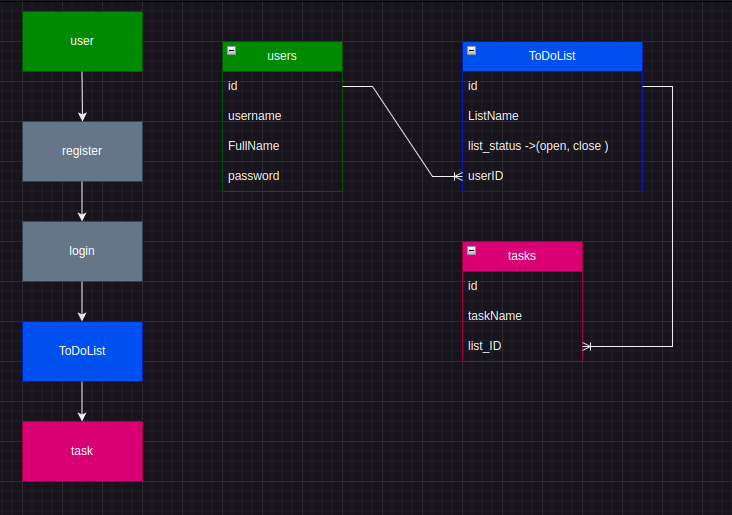 user
register
login
ToDoList
task
users
id
username
FullName
password
ToDoList
id
ListName
list_status ->(open, close )
userID
tasks
id
taskName
list_ID